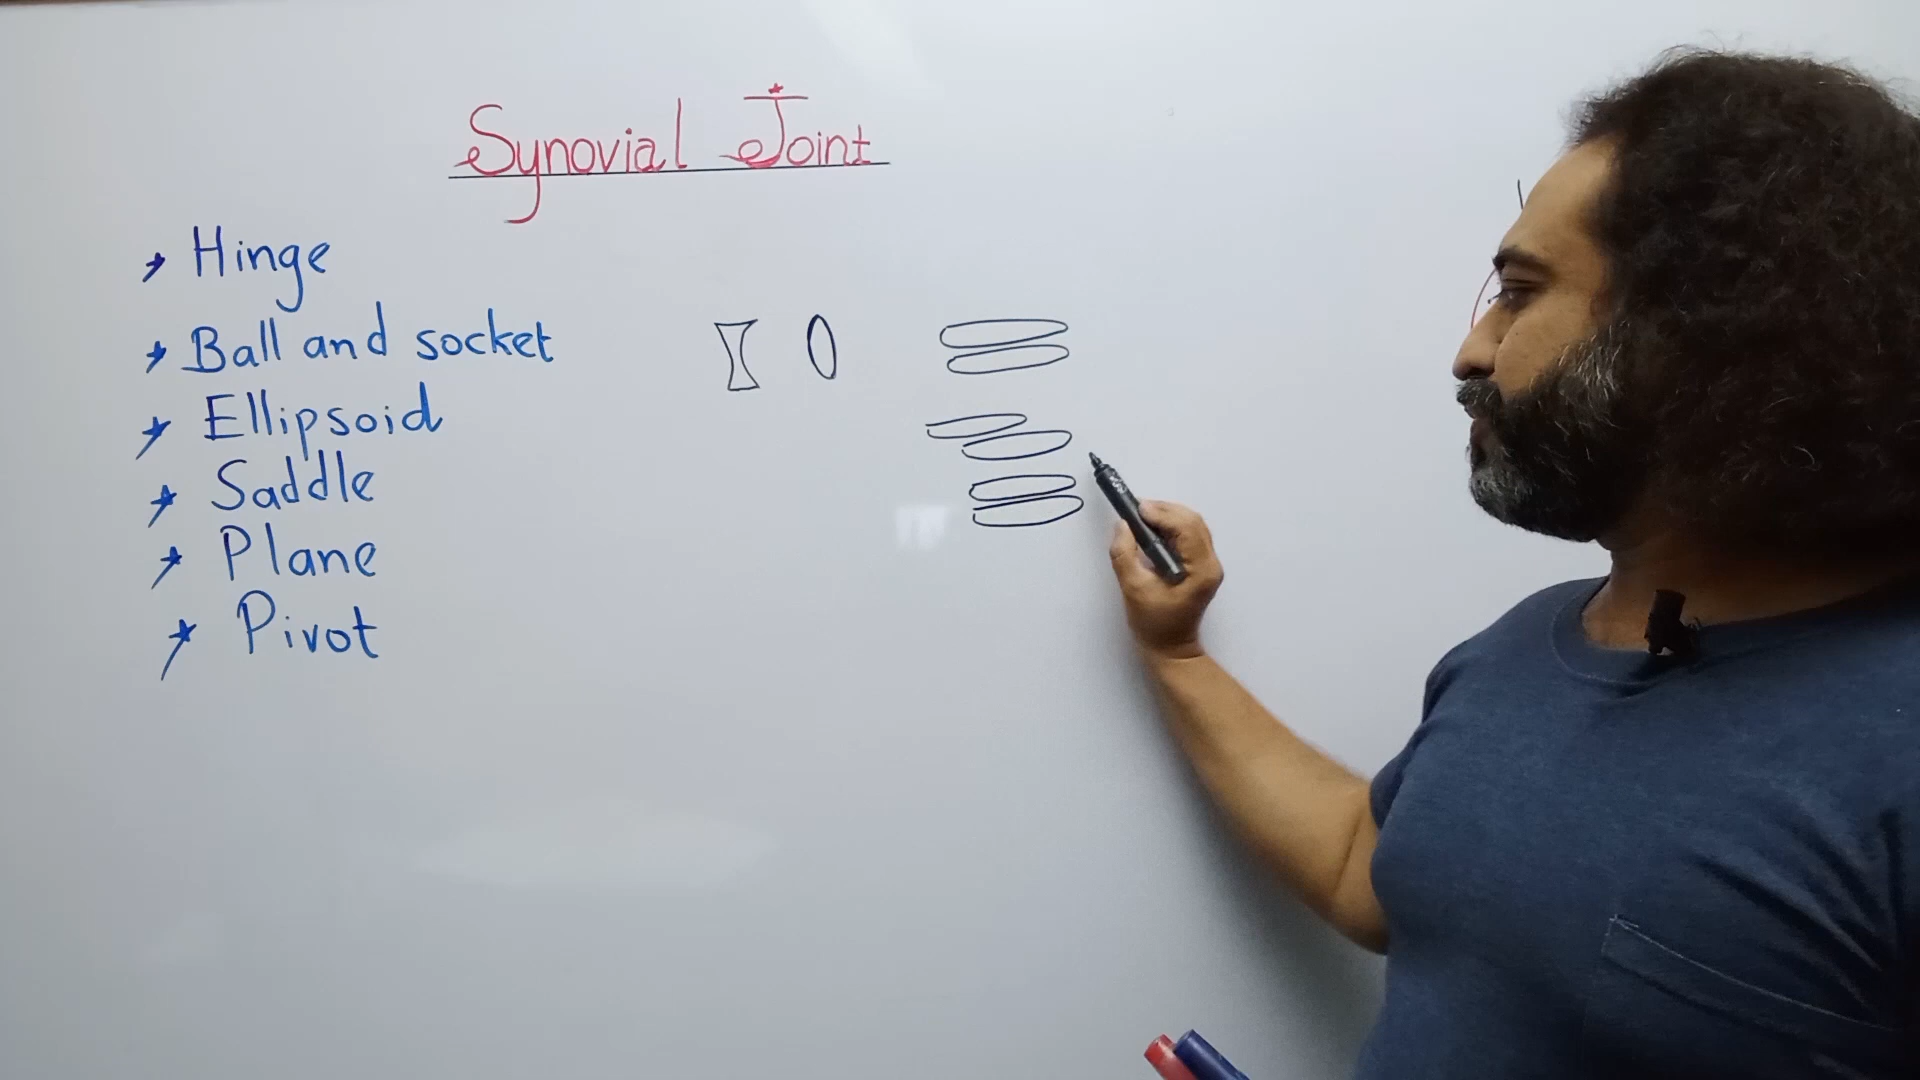 Synovial Joint
Hinge
Ball and socket
Ellipsoid
Saddle
Plane
Pivot